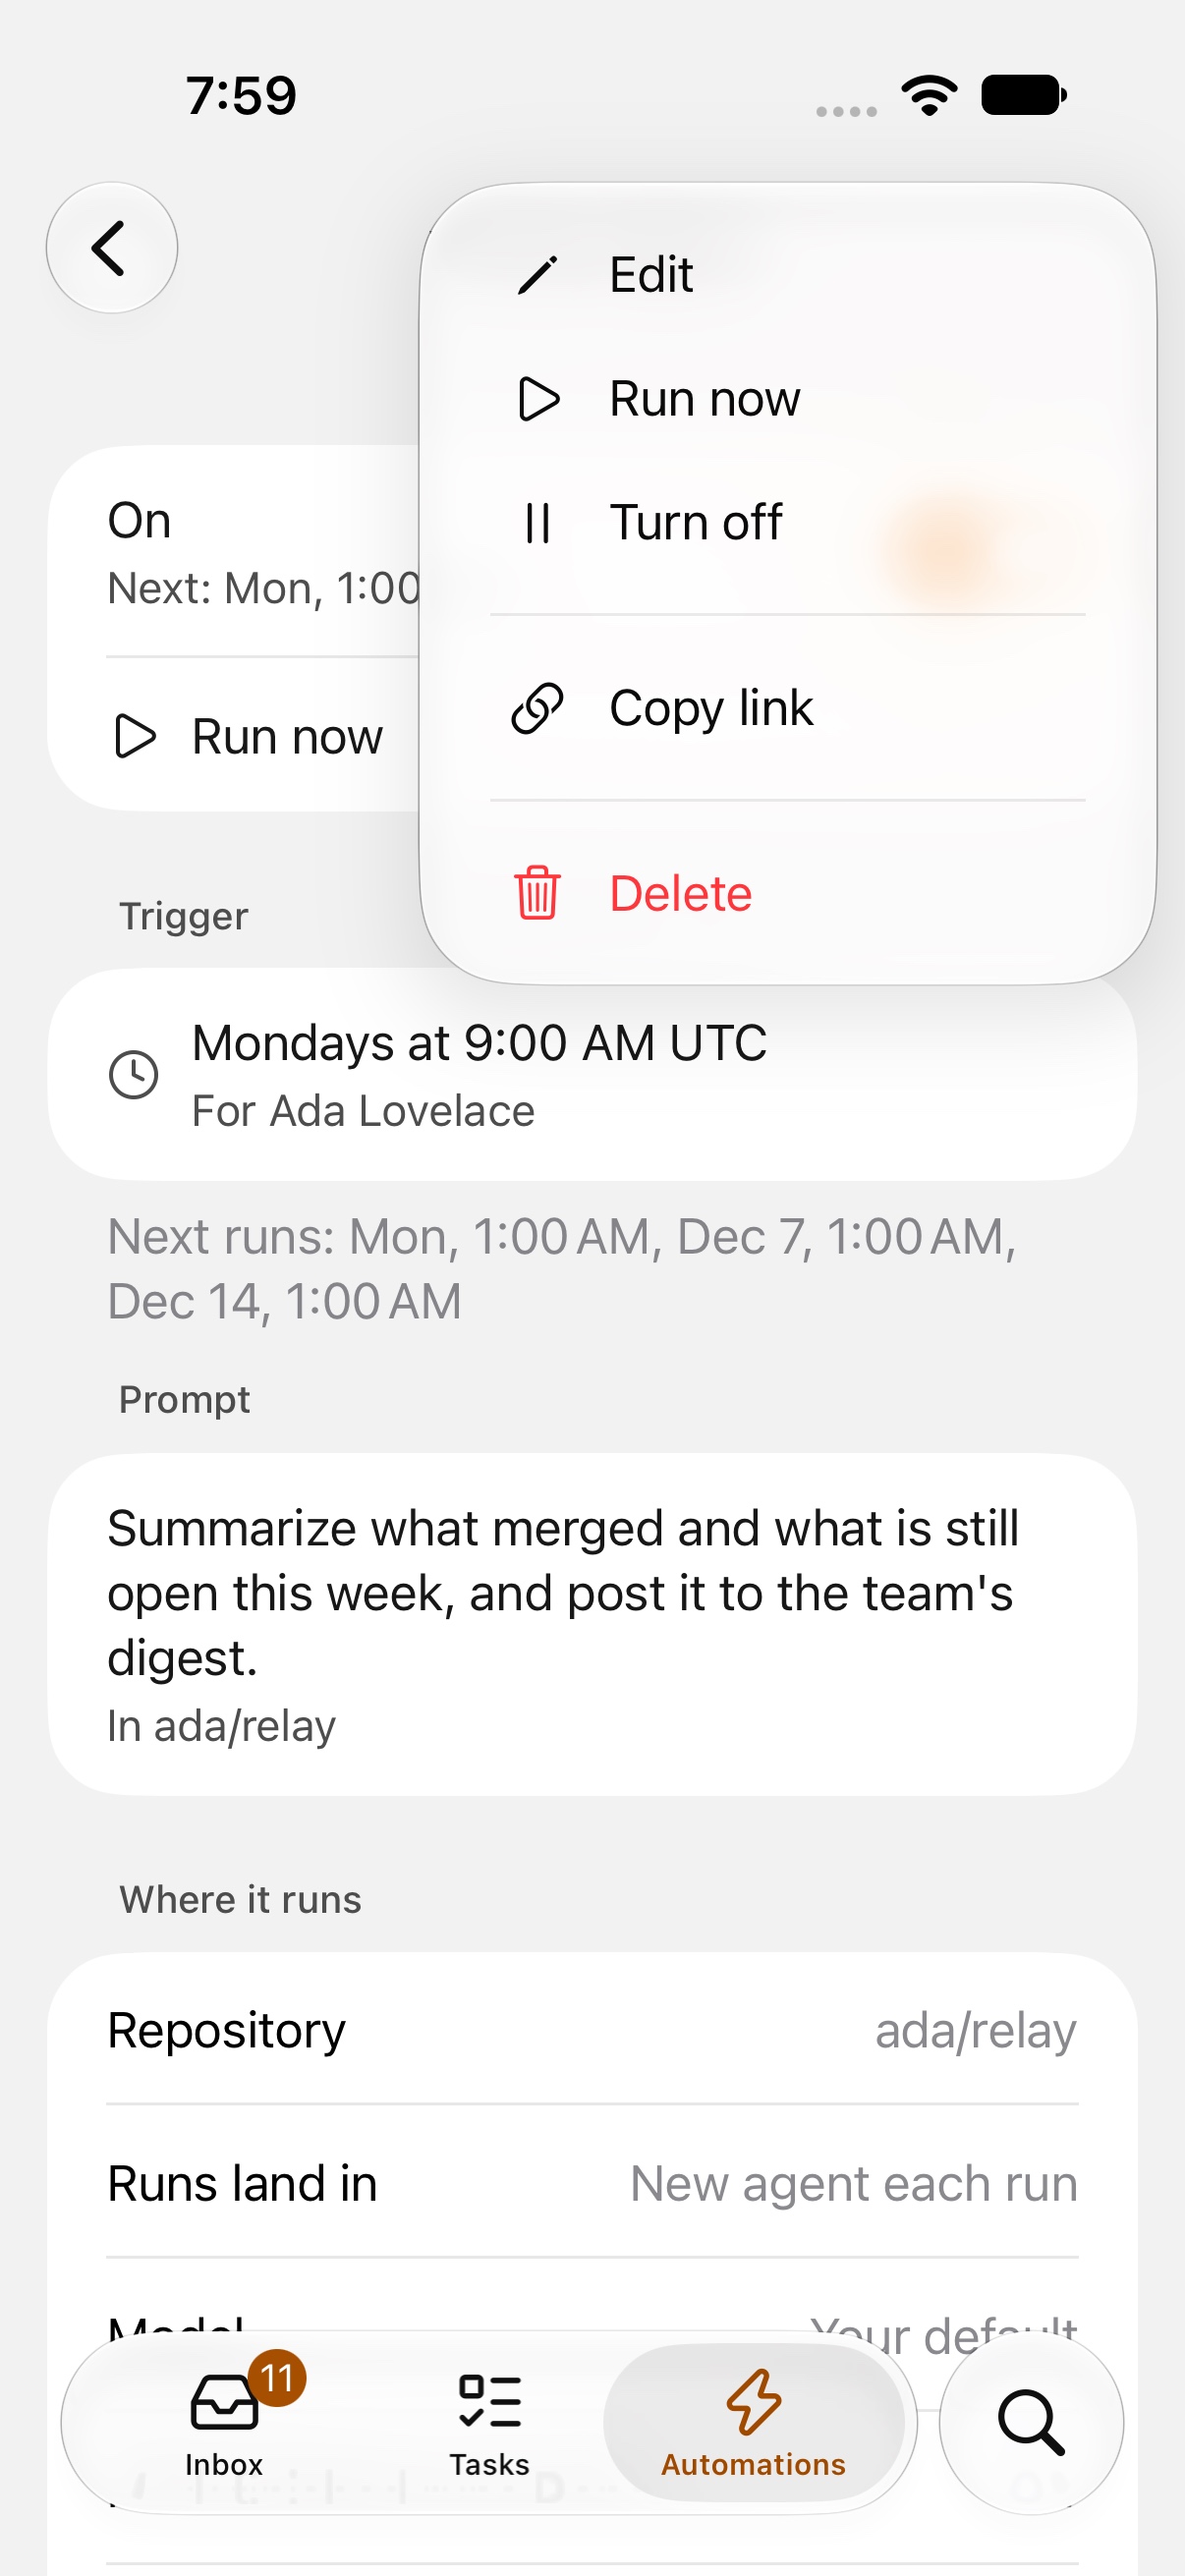 7:59
Edit
Run now
Turn off
Copy link
Delete
On
Next: Mon, 1:00
Run now
Trigger
Mondays at 9:00 AM UTC
For Ada Lovelace
Next runs: Mon, 1:00 AM, Dec 7, 1:00 AM,
Dec 14, 1:00 AM
Prompt
Summarize what merged and what is still
open this week, and post it to the team's
digest.
In ada/relay
Where it runs
Repository
ada/relay
Runs land in
New agent each run
Model
Your default
11
Inbox
Tasks
Automations